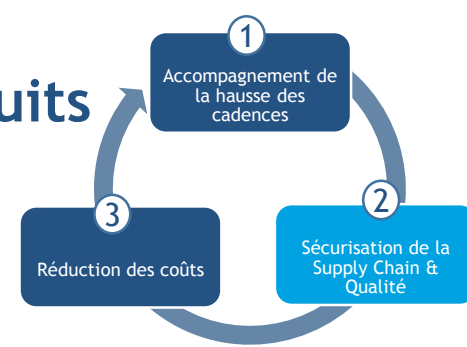 1
Accompagnement de
la hausse des
cadences
uits
2
Sécurisation de la
Supply Chain &
Qualité
3
Réduction des coûts